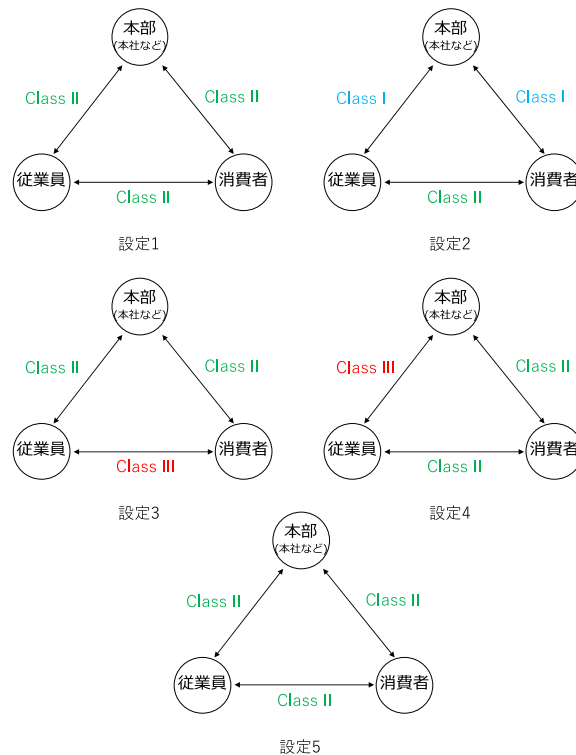 本部
(本社など)
Class II
Class II
従業員
消費者
Class II
設定1
本部
(本社など)
Class I
Class I
従業員
消費者
Class II
設定2
本部
(本社など)
Class II
Class II
従業員
消費者
Class III
設定3
本部
(本社など)
Class III
Class II
従業員
消費者
Class II
設定4
本部
(本社など)
Class II
Class II
従業員
消費者
Class II
設定5